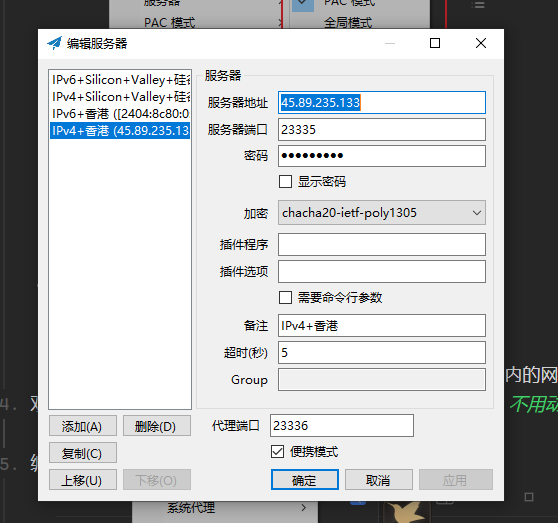 服务器
PAC 模式
PAC 模式
全局模式
编辑服务器
IPv6+Silicon+Valley+硅谷
IPv4+Silicon+Valley+硅谷
IPv6+香港 ([2404:8c80:0
IPv4+香港 (45.89.235.13
服务器
服务器地址 45.89.235.133
服务器端口 23335
密码 ●●●●●●●●●
显示密码
加密 chacha20-ietf-poly1305
插件程序
插件选项
需要命令行参数
备注 IPv4+香港
超时(秒) 5
Group
内的网
4.
不用动
添加(A) 删除(D)
代理端口 23336
复制(C)
便携模式
5.
上移(U) 下移(O)
确定 取消 应用
系统代理